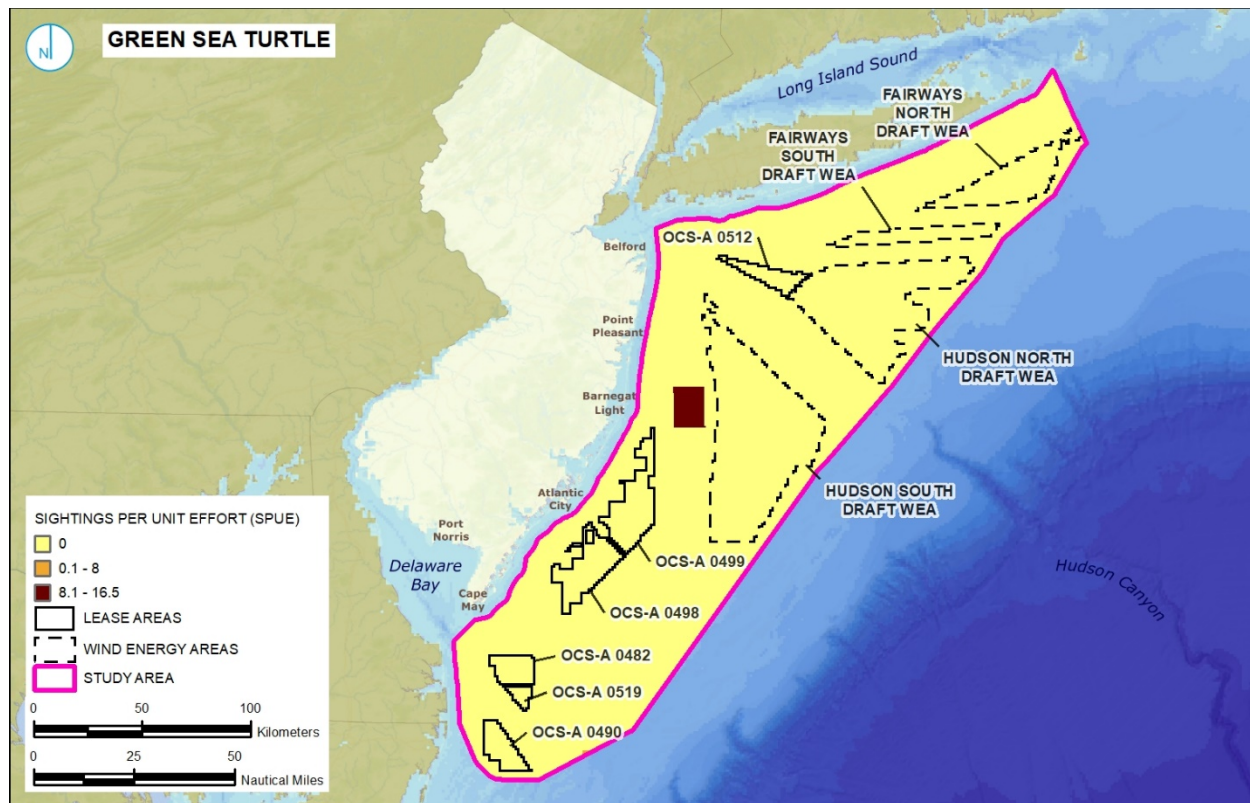 N
GREEN SEA TURTLE
Long Island Sound
FAIRWAYS
NORTH
DRAFT WEA
FAIRWAYS
SOUTH
DRAFT WEA
OCS-A 0512
Belford
Point
Pleasant
HUDSON NORTH
DRAFT WEA
Barnegat
Light
HUDSON SOUTH
DRAFT WEA
Atlantic
City
Port
Norris
OCS-A 0499
Delaware
Bay
Hudson Canyon
Cape
May
OCS-A 0498
OCS-A 0482
OCS-A 0519
OCS-A 0490
SIGHTINGS PER UNIT EFFORT (SPUE)
0
0.1 - 8
8.1 - 16.5
LEASE AREAS
WIND ENERGY AREAS
STUDY AREA
0 50 100
Kilometers
0 25 50
Nautical Miles